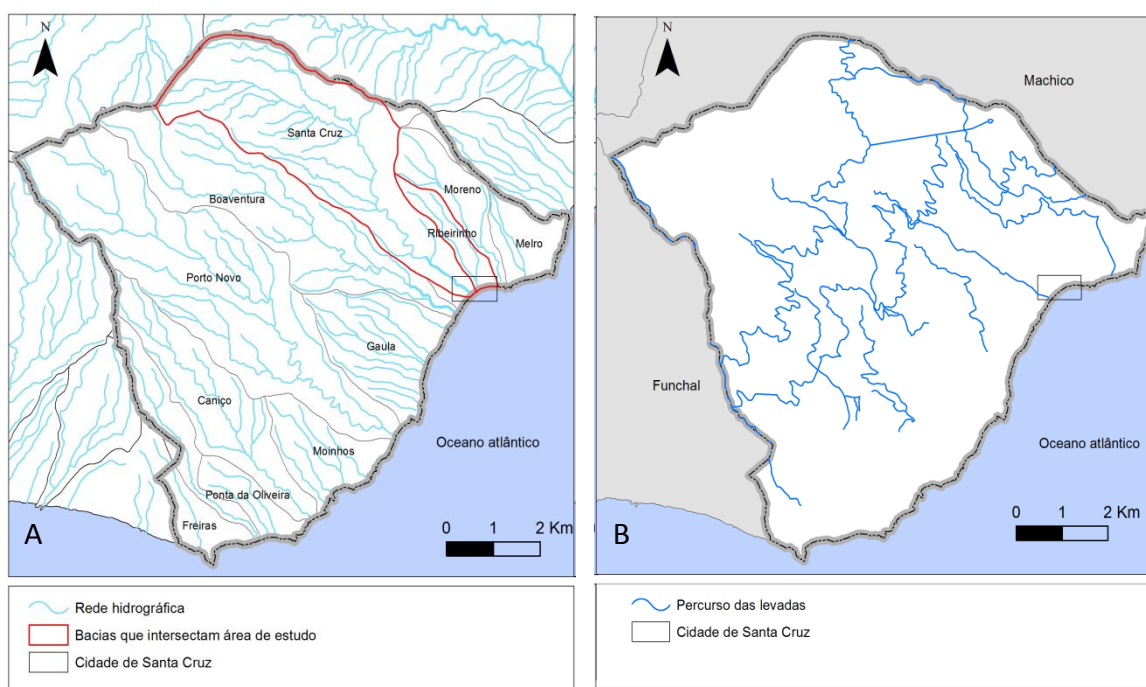 N
Santa Cruz
Moreno
Boaventura
Ribeirinho
Melro
Porto Novo
Gaula
Caniço
Oceano atlântico
Moinhos
Ponta da Oliveira
Freiras
A
0 1 2 Km
Rede hidrográfica
Bacias que intersectam área de estudo
Cidade de Santa Cruz
N
Machico
Funchal
Oceano atlântico
0 1 2 Km
B
Percurso das levadas
Cidade de Santa Cruz